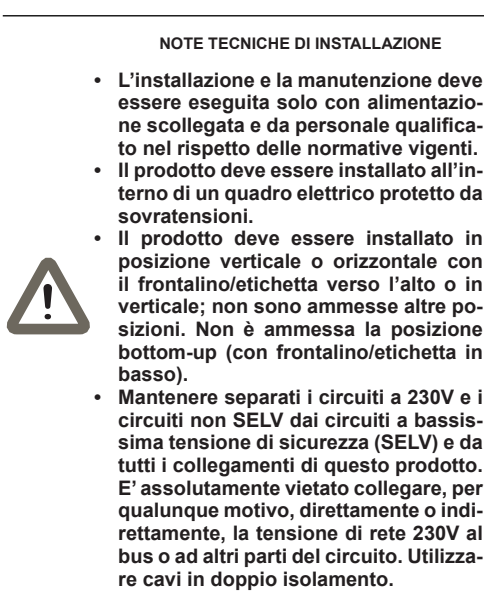 NOTE TECNICHE DI INSTALLAZIONE
• L'installazione e la manutenzione deve
essere eseguita solo con alimentazio-
ne scollegata e da personale qualifica-
to nel rispetto delle normative vigenti.
• Il prodotto deve essere installato all'in-
terno di un quadro elettrico protetto da
sovratensioni.
• Il prodotto deve essere installato in
posizione verticale o orizzontale con
il frontalino/etichetta verso l'alto o in
verticale; non sono ammesse altre po-
sizioni. Non è ammessa la posizione
bottom-up (con frontalino/etichetta in
basso).
• Mantenere separati i circuiti a 230V e i
circuiti non SELV dai circuiti a bassis-
sima tensione di sicurezza (SELV) e da
tutti i collegamenti di questo prodotto.
E' assolutamente vietato collegare, per
qualunque motivo, direttamente o indi-
rettamente, la tensione di rete 230V al
bus o ad altri parti del circuito. Utilizza-
re cavi in doppio isolamento.